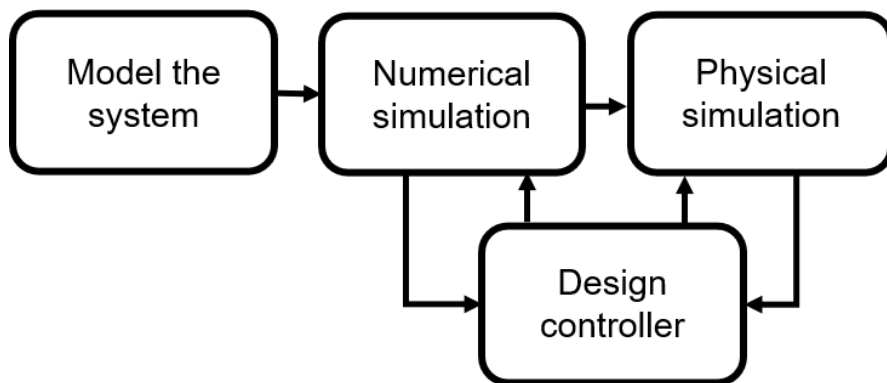 Model the
system
Numerical
simulation
Physical
simulation
Design
controller